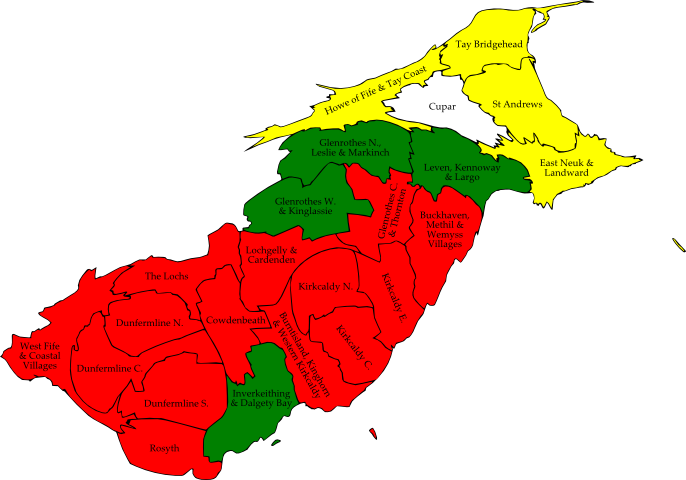 Tay Bridgehead
Howe of Fife & Tay Coast
Cupar
St Andrews
Glenrothes N.,
Leslie & Markinch
East Neuk &
Landward
Leven, Kennoway
& Largo
Glenrothes W.
& Kinglassie
Glenrothes C.
& Thornton
Buckhaven,
Methil &
Wemyss
Villages
Lochgelly &
Cardenden
The Lochs
Kirkcaldy N.
Kirkcaldy E.
Dunfermline N.
Cowdenbeath
Burntisland, Kinghorn
& Western Kirkcaldy
Kirkcaldy C.
West Fife
& Coastal
Villages
Dunfermline C.
Inverkeithing
& Dalgety Bay
Dunfermline S.
Rosyth